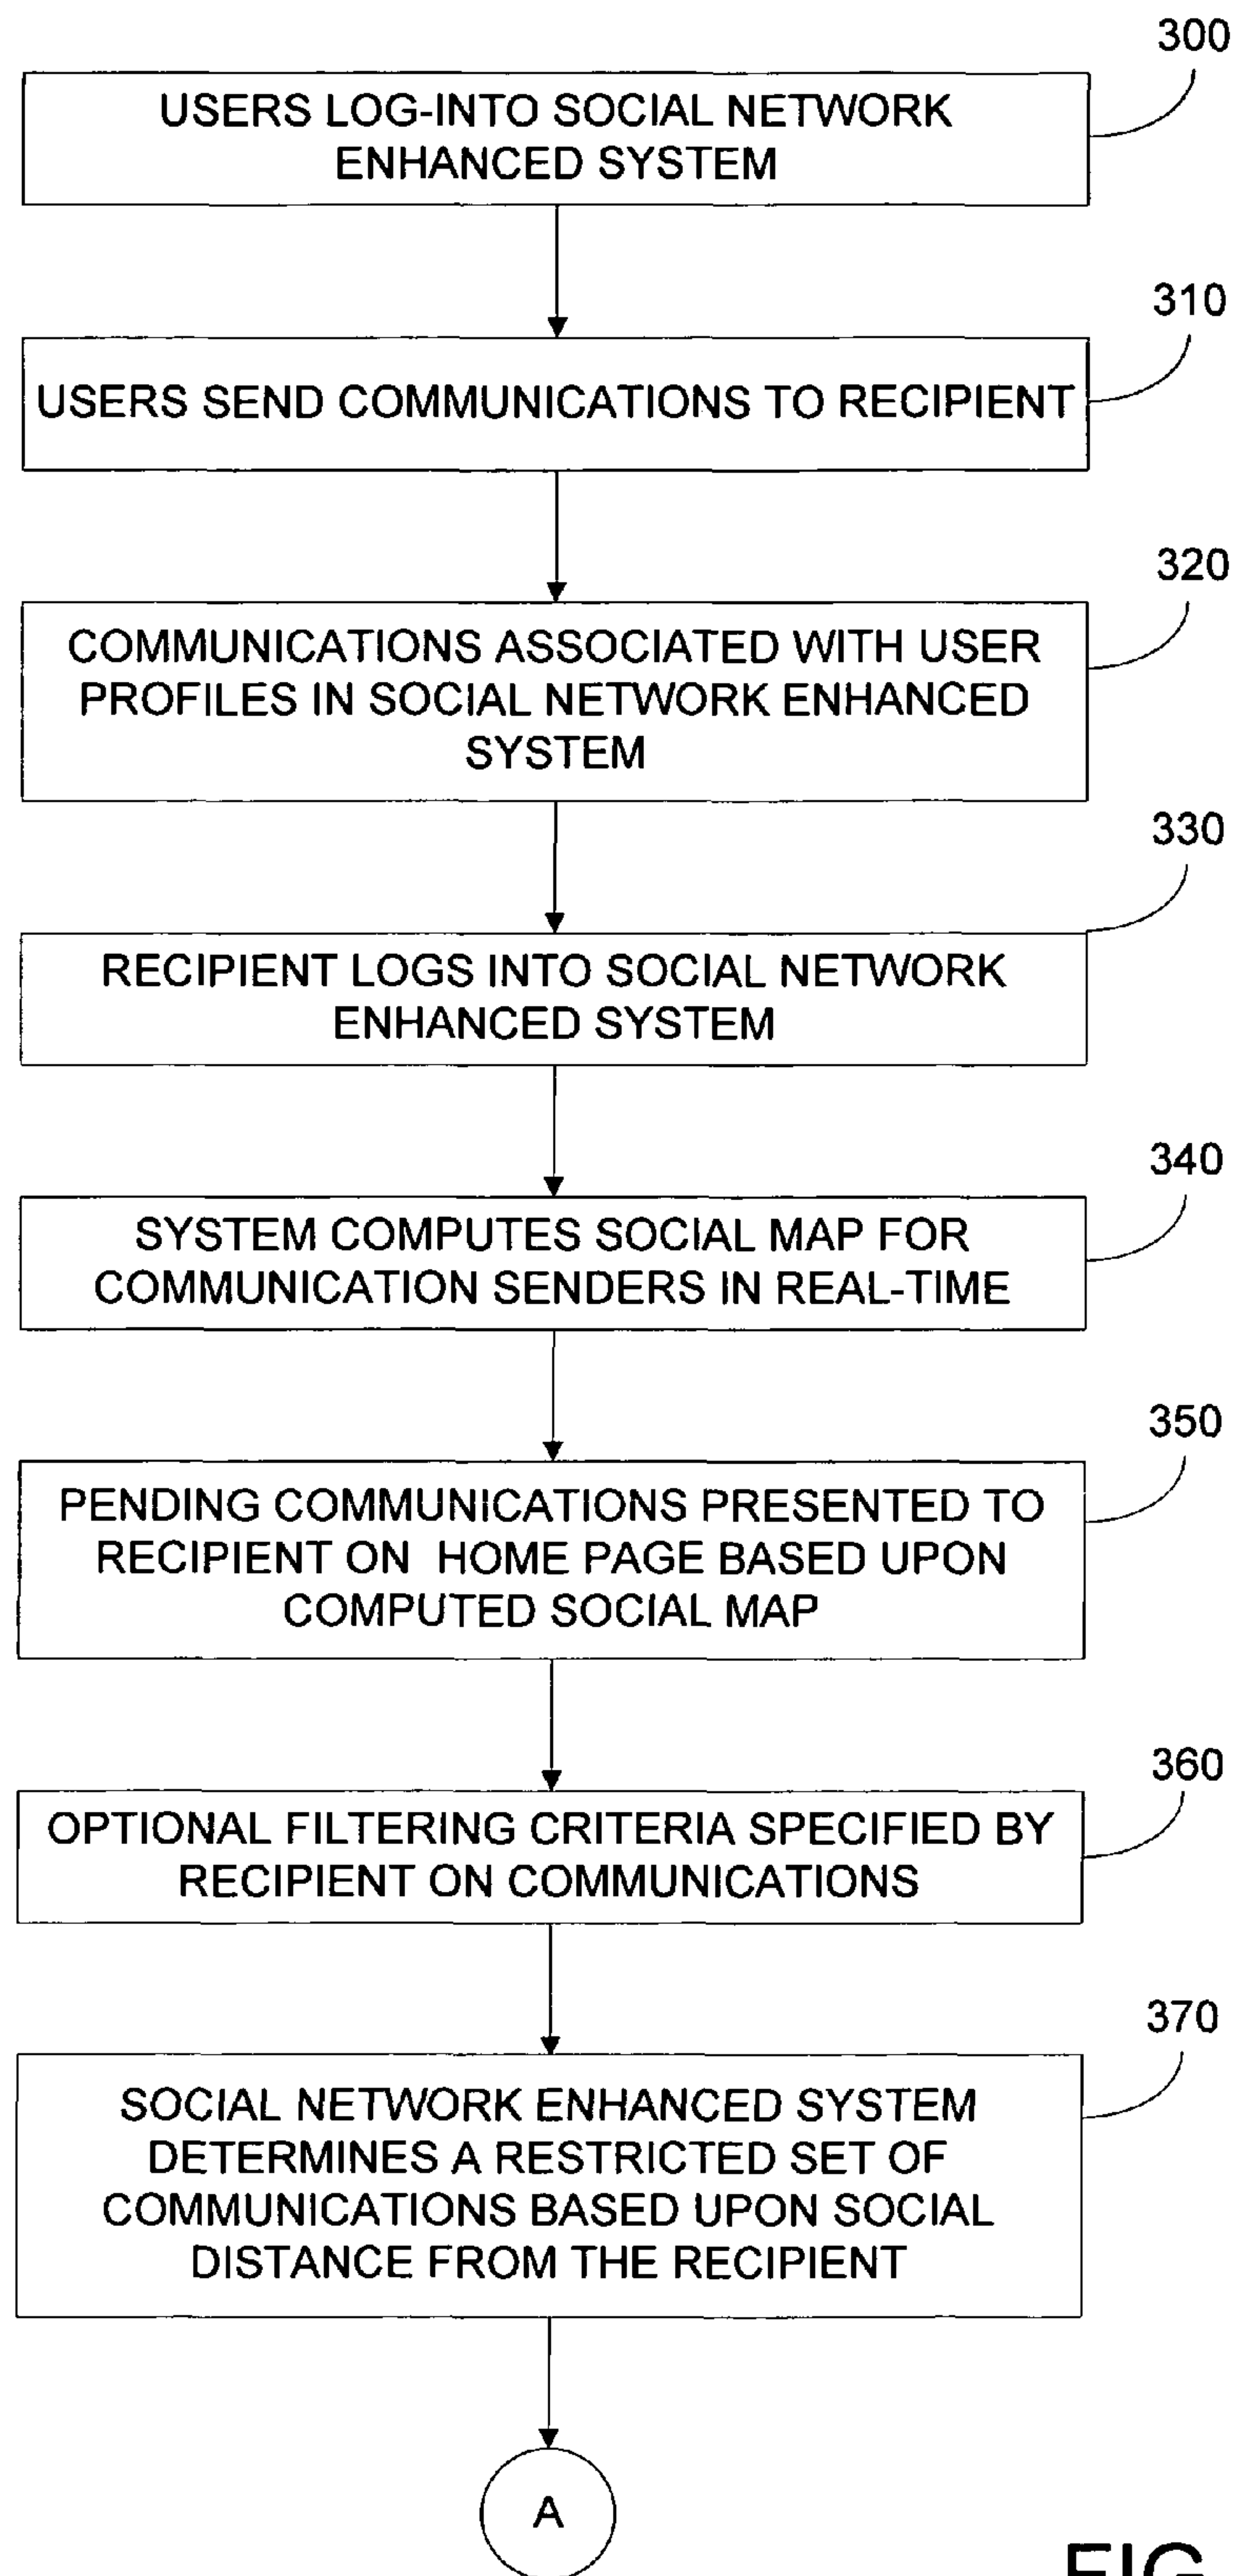 300
USERS LOG-INTO SOCIAL NETWORK
ENHANCED SYSTEM
310
USERS SEND COMMUNICATIONS TO RECIPIENT
320
COMMUNICATIONS ASSOCIATED WITH USER
PROFILES IN SOCIAL NETWORK ENHANCED
SYSTEM
330
RECIPIENT LOGS INTO SOCIAL NETWORK
ENHANCED SYSTEM
340
SYSTEM COMPUTES SOCIAL MAP FOR
COMMUNICATION SENDERS IN REAL-TIME
350
PENDING COMMUNICATIONS PRESENTED TO
RECIPIENT ON HOME PAGE BASED UPON
COMPUTED SOCIAL MAP
360
OPTIONAL FILTERING CRITERIA SPECIFIED BY
RECIPIENT ON COMMUNICATIONS
370
SOCIAL NETWORK ENHANCED SYSTEM
DETERMINES A RESTRICTED SET OF
COMMUNICATIONS BASED UPON SOCIAL
DISTANCE FROM THE RECIPIENT
A
FIG